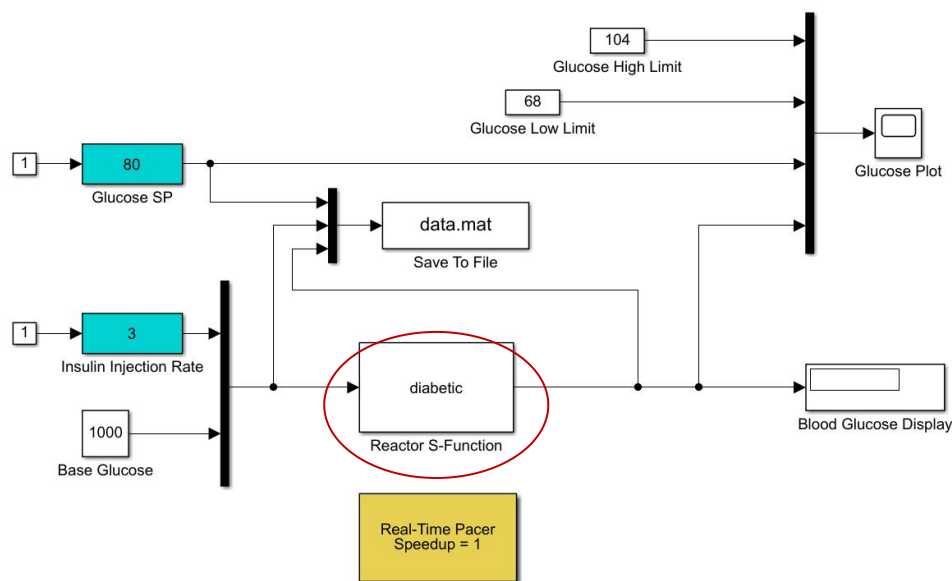 104
Glucose High Limit
68
Glucose Low Limit
Glucose Plot
1
80
Glucose SP
data.mat
Save To File
1
3
Insulin Injection Rate
diabetic
Reactor S-Function
Blood Glucose Display
1000
Base Glucose
Real-Time Pacer
Speedup = 1